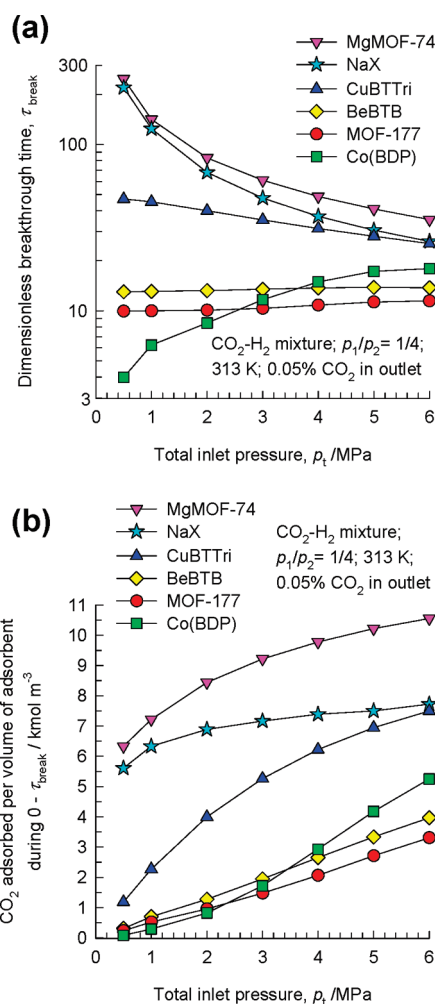 (a)
MgMOF-74
NaX
CuBTTri
BeBTB
MOF-177
Co(BDP)
300
100
10
3
Dimensionless breakthrough time, τbreak
CO2-H2 mixture; p1/p2= 1/4;
313 K; 0.05% CO2 in outlet
0 1 2 3 4 5 6
Total inlet pressure, pt /MPa
(b)
MgMOF-74
NaX
CuBTTri
BeBTB
MOF-177
Co(BDP)
CO2-H2 mixture;
p1/p2= 1/4; 313 K;
0.05% CO2 in outlet
11
10
9
8
7
6
5
4
3
2
1
0
CO2 adsorbed per volume of adsorbent
during 0 - τbreak / kmol m-3
0 1 2 3 4 5 6
Total inlet pressure, pt /MPa